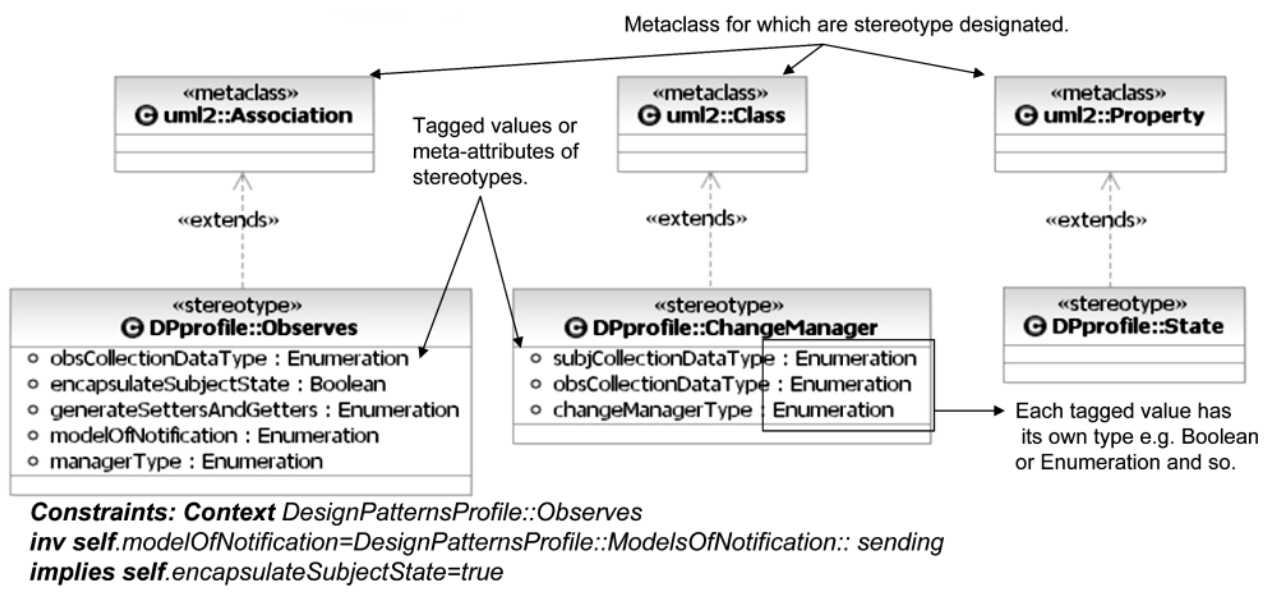 Metaclass for which are stereotype designated.
«metaclass»
uml2::Association
«metaclass»
uml2::Class
«metaclass»
uml2::Property
Tagged values or
meta-attributes of
stereotypes.
«extends»
«extends»
«extends»
«stereotype»
DPprofile::Observes
obsCollectionDataType : Enumeration
encapsulateSubjectState : Boolean
generateSettersAndGetters : Enumeration
modelOfNotification : Enumeration
managerType : Enumeration
«stereotype»
DPprofile::ChangeManager
subjCollectionDataType : Enumeration
obsCollectionDataType : Enumeration
changeManagerType : Enumeration
«stereotype»
DPprofile::State
Each tagged value has
its own type e.g. Boolean
or Enumeration and so.
Constraints: Context DesignPatternsProfile::Observes
inv self.modelOfNotification=DesignPatternsProfile::ModelsOfNotification:: sending
implies self.encapsulateSubjectState=true